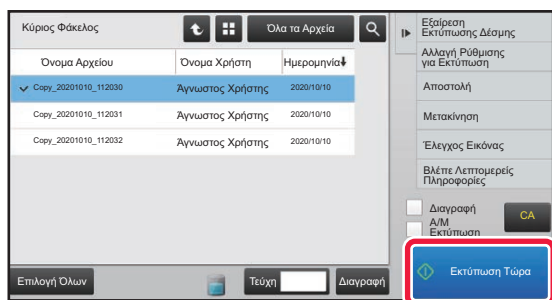 Κύριος Φάκελος
Όλα τα Αρχεία
Όνομα Αρχείου Όνομα Χρήστη Ημερομηνία
Copy_20201010_112030 Άγνωστος Χρήστης 2020/10/10
Copy_20201010_112031 Άγνωστος Χρήστης 2020/10/10
Copy_20201010_112032 Άγνωστος Χρήστης 2020/10/10
Επιλογή Όλων
Τεύχη
Διαγραφή
Εξαίρεση
Εκτύπωσης Δέσμης
Αλλαγή Ρύθμισης
για Εκτύπωση
Αποστολή
Μετακίνηση
Έλεγχος Εικόνας
Βλέπε Λεπτομερείς
Πληροφορίες
Διαγραφή
Α/Μ
Εκτύπωση
CA
Εκτύπωση Τώρα